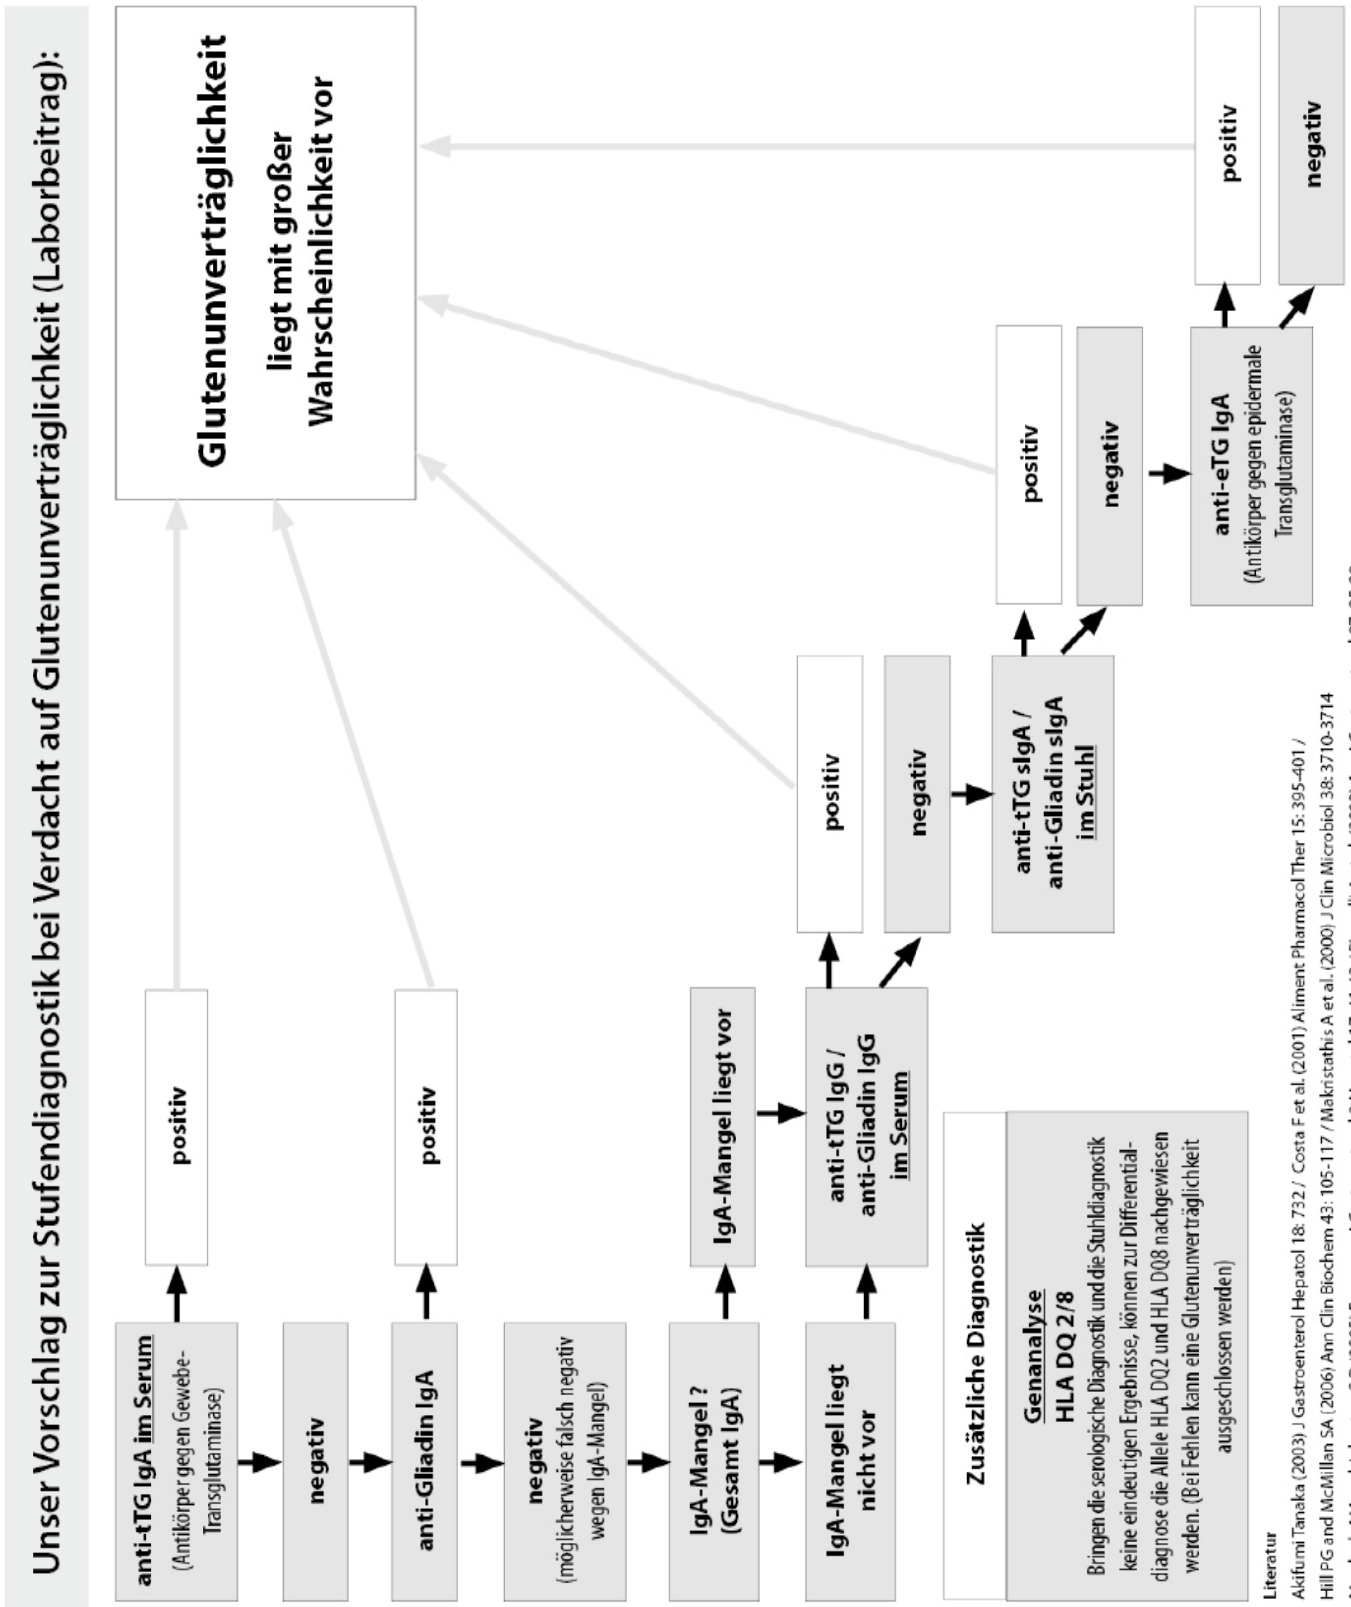 Unser Vorschlag zur Stufendiagnostik bei Verdacht auf Glutenunverträglichkeit (Laborbeitrag):
anti-tTG IgA im Serum
(Antikörper gegen Gewebe-
Transglutaminase)
positiv
Glutenunverträglichkeit
liegt mit großer
Wahrscheinlichkeit vor
negativ
anti-Gliadin IgA
positiv
negativ
(möglicherweise falsch negativ
wegen IgA-Mangel)
IgA-Mangel ?
(Gesamt IgA)
IgA-Mangel liegt vor
IgA-Mangel liegt
nicht vor
anti-tTG IgG /
anti-Gliadin IgG
im Serum
positiv
negativ
anti-tTG sIgA /
anti-Gliadin sIgA
im Stuhl
positiv
negativ
anti-eTG IgA
(Antikörper gegen epidermale
Transglutaminase)
positiv
negativ
Zusätzliche Diagnostik
Genanalyse
HLA DQ 2/8
Bringen die serologische Diagnostik und die Stuhldiagnostik
keine eindeutigen Ergebnisse, können zur Differential-
diagnose die Allele HLA DQ2 und HLA DQ8 nachgewiesen
werden. (Bei Fehlen kann eine Glutenunverträglichkeit
ausgeschlossen werden)
Literatur
Akifumi Tanaka (2003) J Gastroenterol Hepatol 18: 732 / Costa F et al. (2001) Aliment Pharmacol Ther 15: 395-401 /
Hill PG and McMillan SA (2006) Ann Clin Biochem 43: 105-117 / Makristathis A et al. (2000) J Clin Microbiol 38: 3710-3714